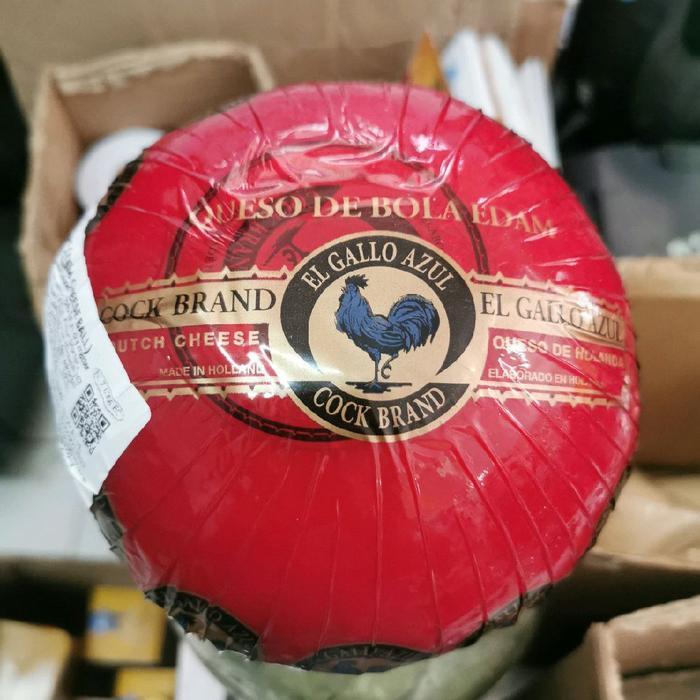 QUESO DE BOLA EDAM
EL GALLO AZUL
COCK BRAND
DUTCH CHEESE
MADE IN HOLLAND
EL GALLO AZUL
QUESO DE HOLANDA
ELABORADO EN HOL
COCK BRAND